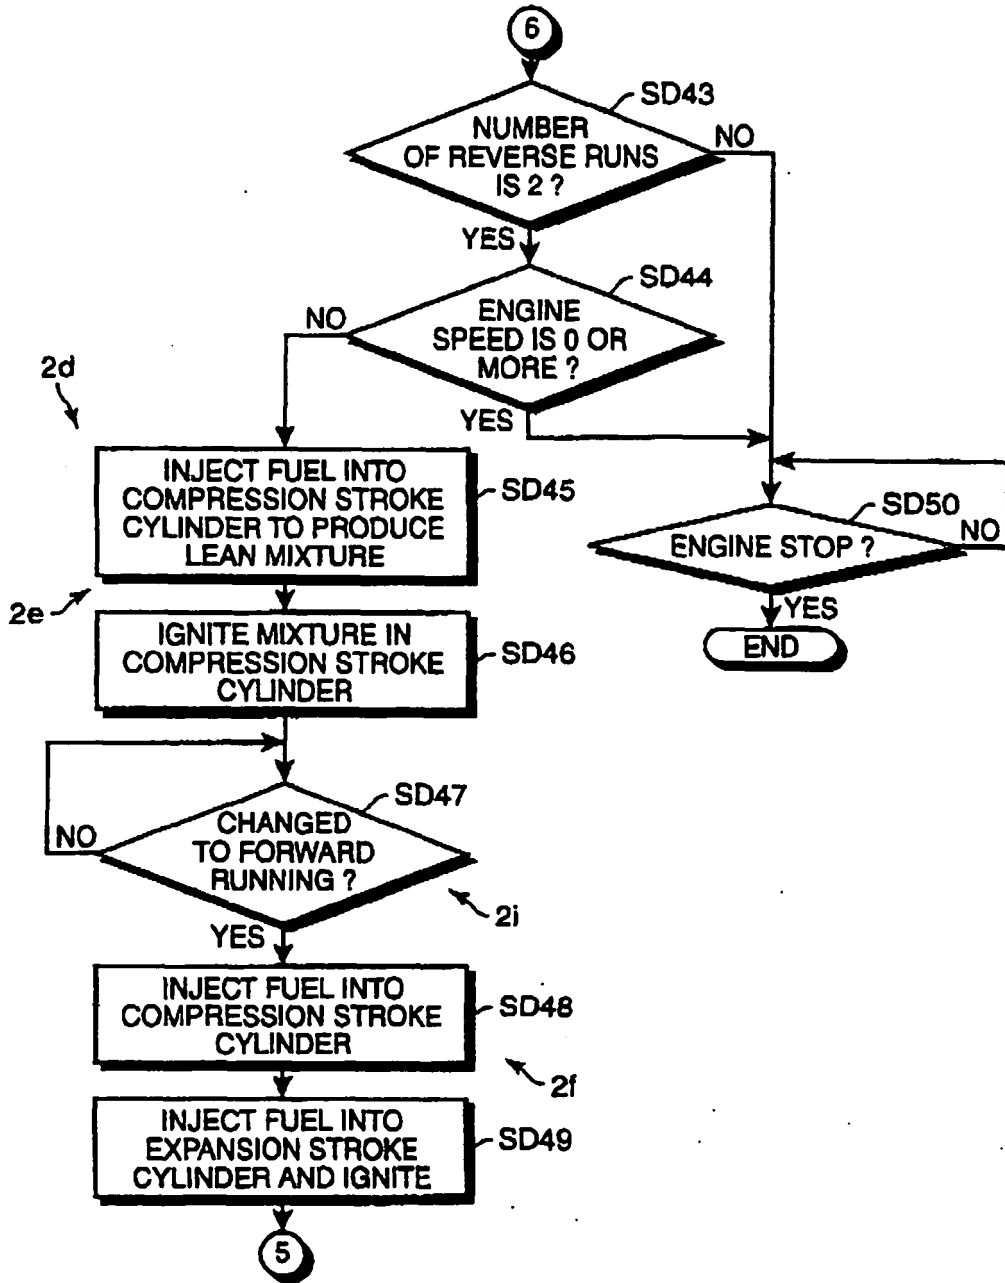 6
SD43
NUMBER
OF REVERSE RUNS
IS 2 ?
NO
YES
SD44
ENGINE
SPEED IS 0 OR
MORE ?
NO
YES
2d
INJECT FUEL INTO
COMPRESSION STROKE
CYLINDER TO PRODUCE
LEAN MIXTURE
SD45
SD50
ENGINE STOP ?
NO
YES
END
2e
IGNITE MIXTURE IN
COMPRESSION STROKE
CYLINDER
SD46
SD47
CHANGED
TO FORWARD
RUNNING ?
NO
2i
YES
INJECT FUEL INTO
COMPRESSION STROKE
CYLINDER
SD48
2f
INJECT FUEL INTO
EXPANSION STROKE
CYLINDER AND IGNITE
SD49
5